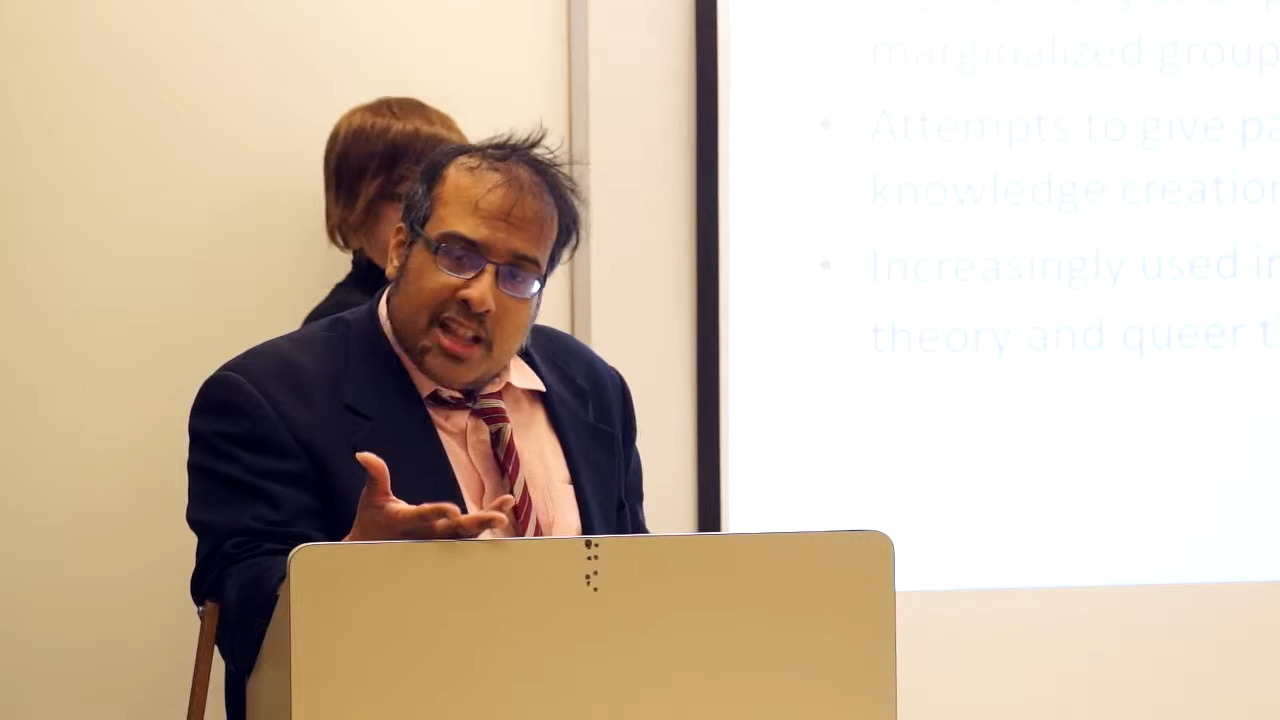 marginalized group
• Attempts to give pa
knowledge creation
• Increasingly used in
theory and queer t